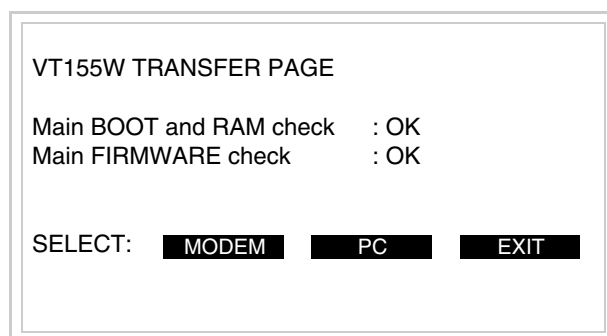 VT155W TRANSFER PAGE
Main BOOT and RAM check : OK
Main FIRMWARE check : OK
SELECT: MODEM PC EXIT